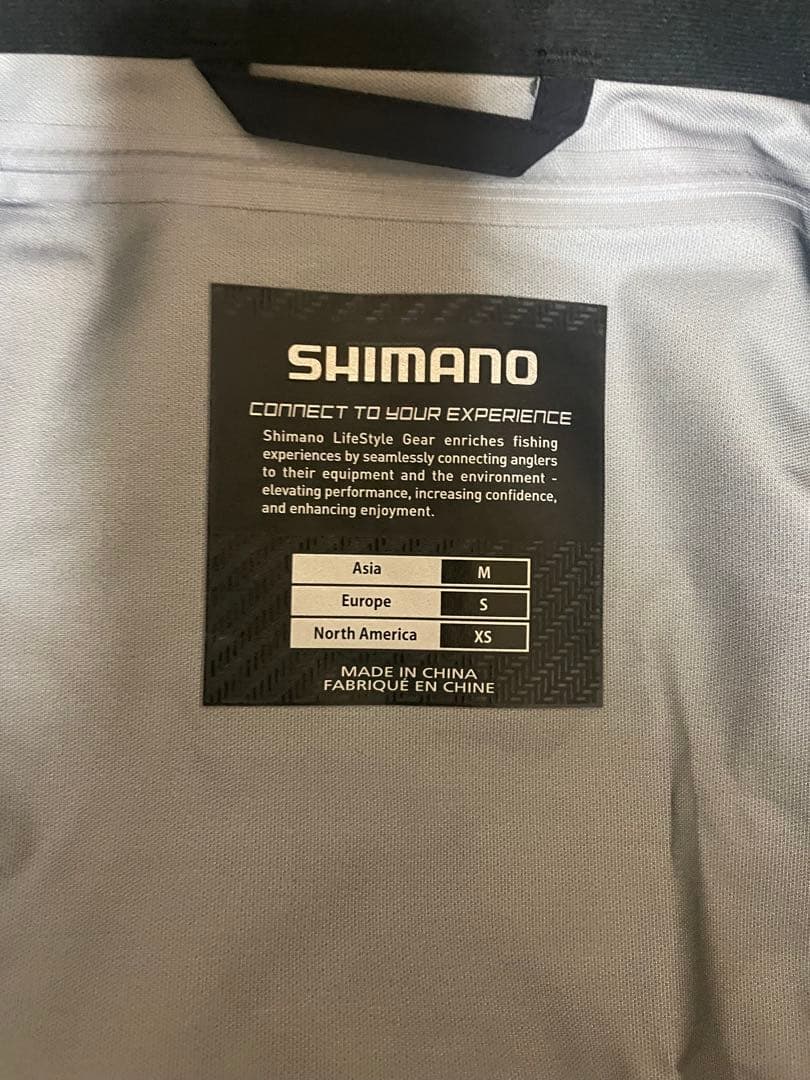 SHIMANO
CONNECT TO YOUR EXPERIENCE
Shimano LifeStyle Gear enriches fishing
experiences by seamlessly connecting anglers
to their equipment and the environment -
elevating performance, increasing confidence,
and enhancing enjoyment.
Asia M
Europe S
North America XS
MADE IN CHINA
FABRIQUÉ EN CHINE